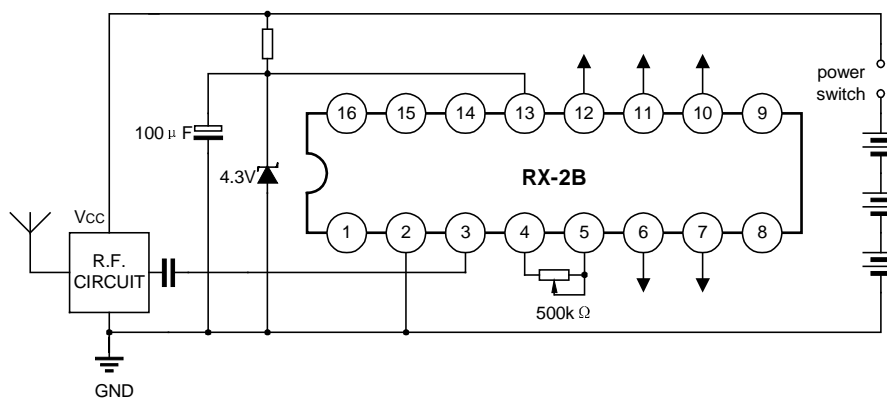 16
15
14
13
12
11
10
9
power
switch
100 μ F
4.3V
RX-2B
VCC
1
2
3
4
5
6
7
8
R.F.
CIRCUIT
500k Ω
GND